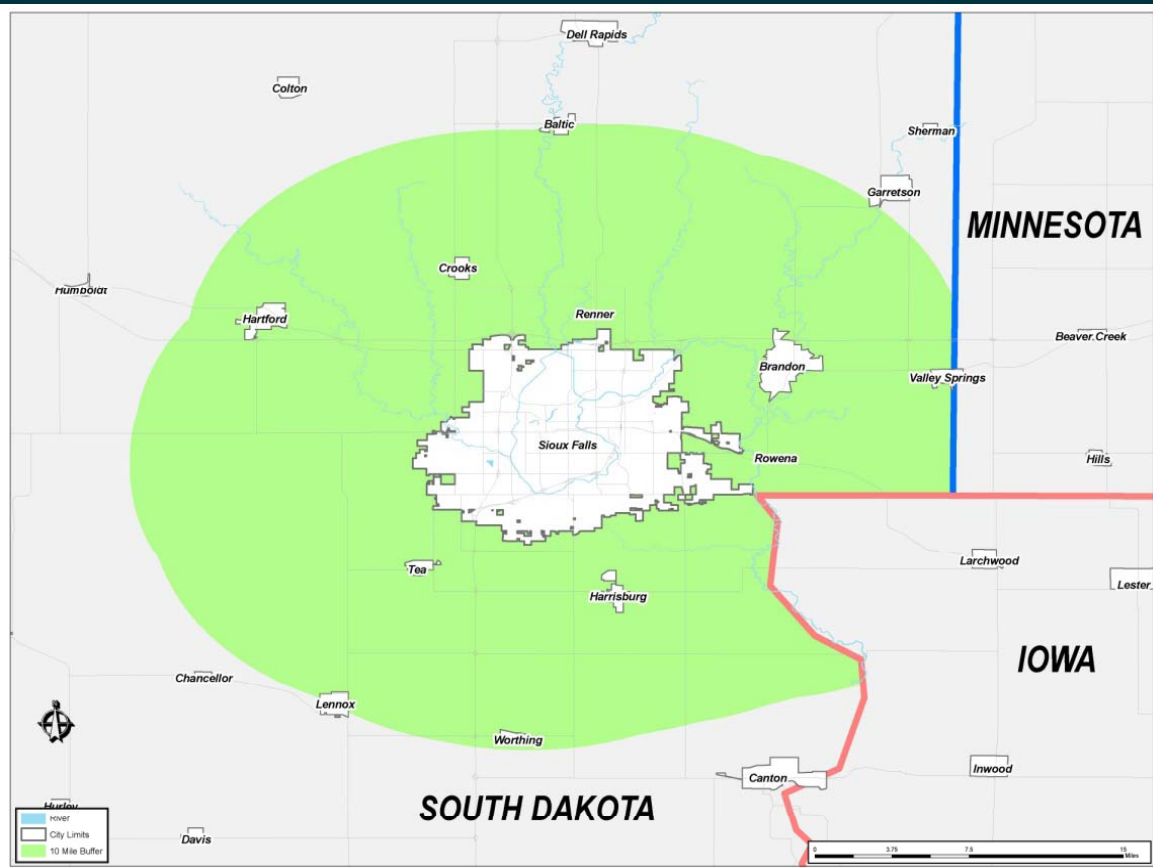 Dell Rapids
Colton
Baltic
Sherman
Garretson
MINNESOTA
Crooks
Humboldt
Hartford
Renner
Beaver Creek
Brandon
Valley Springs
Sioux Falls
Rowena
Hills
Larchwood
Tea
Lester
Harrisburg
IOWA
Chancellor
Lennox
Worthing
Canton
Inwood
SOUTH DAKOTA
Hurley
Davis
River
City Limits
10 Mile Buffer
0 3.75 7.5 15
Miles